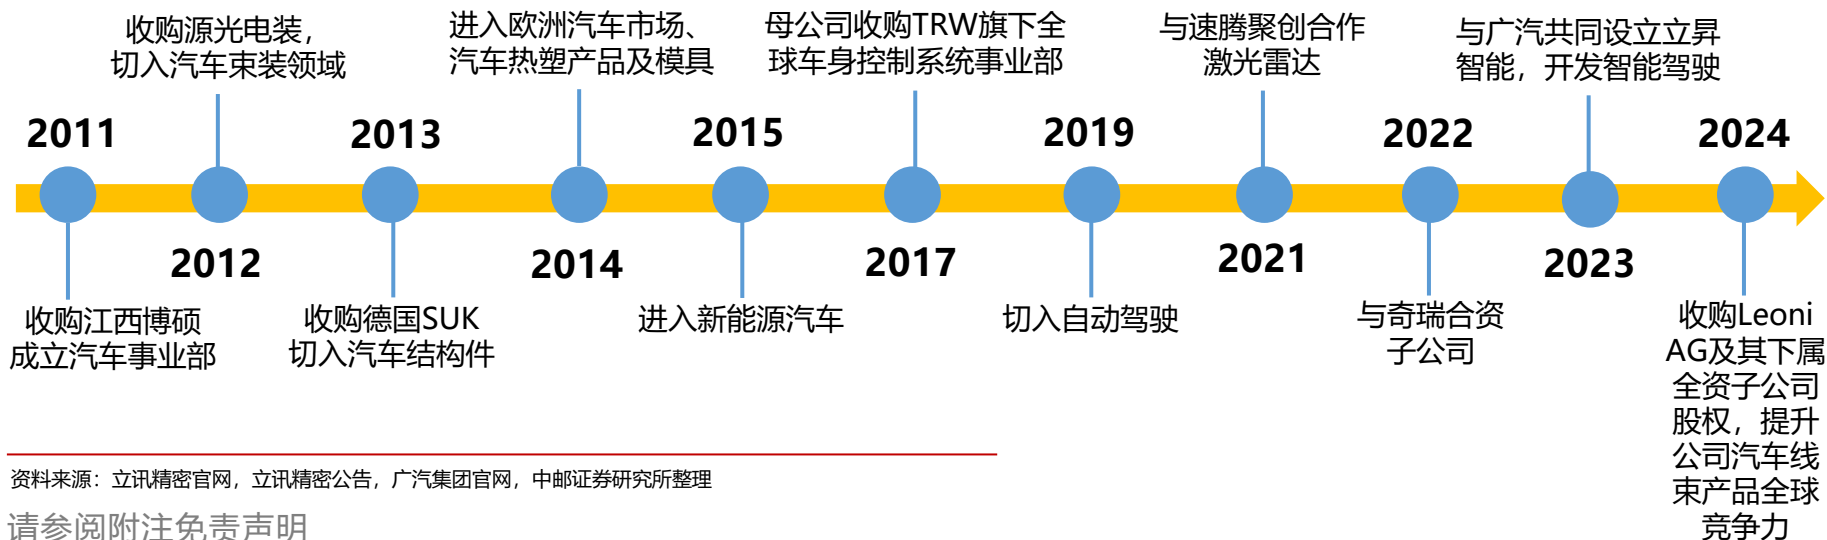 收购源光电装，
切入汽车束装领域
进入欧洲汽车市场、
汽车热塑产品及模具
母公司收购TRW旗下全
球车身控制系统事业部
与速腾聚创合作
激光雷达
与广汽共同设立立昇
智能，开发智能驾驶
2011
2013
2015
2019
2022
2024
2012
2014
2017
2021
2023
收购江西博硕
成立汽车事业部
收购德国SUK
切入汽车结构件
进入新能源汽车
切入自动驾驶
与奇瑞合资
子公司
收购Leoni
AG及其下属
全资子公司
股权，提升
公司汽车线
束产品全球
竞争力
资料来源：立讯精密官网，立讯精密公告，广汽集团官网，中邮证券研究所整理
请参阅附注免责声明